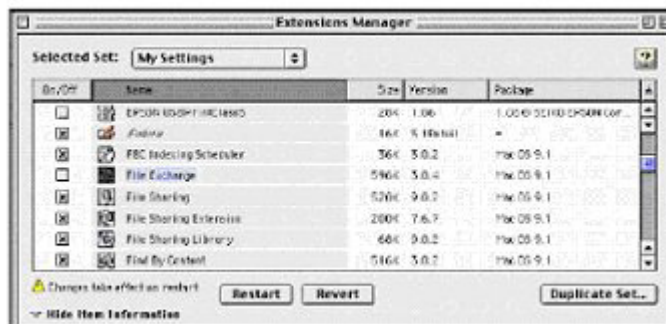 Extensions Manager
Selected Set: My Settings
On/Off Name Size Version Package
20K 1.06
16K
FBC Indexing Scheduler 36K 3.0.2 Mac OS 9.1
File Exchange 596K 3.0.4 Mac OS 9.1
File Sharing 520K 9.0.2 Mac OS 9.1
File Sharing Extension 200K 7.6.7 Mac OS 9.1
File Sharing Library 68K 9.0.2 Mac OS 9.1
Find By Content 516K 3.0.2 Mac OS 9.1
Changes take effect on restart
Restart Revert Duplicate Set...
Hide Item Information